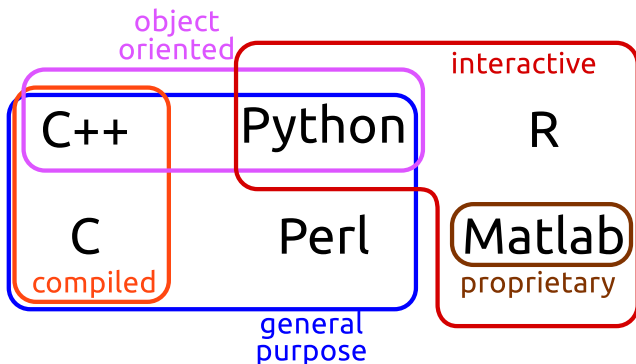 object
oriented
interactive
C++ Python R
C Perl Matlab
compiled proprietary
general
purpose